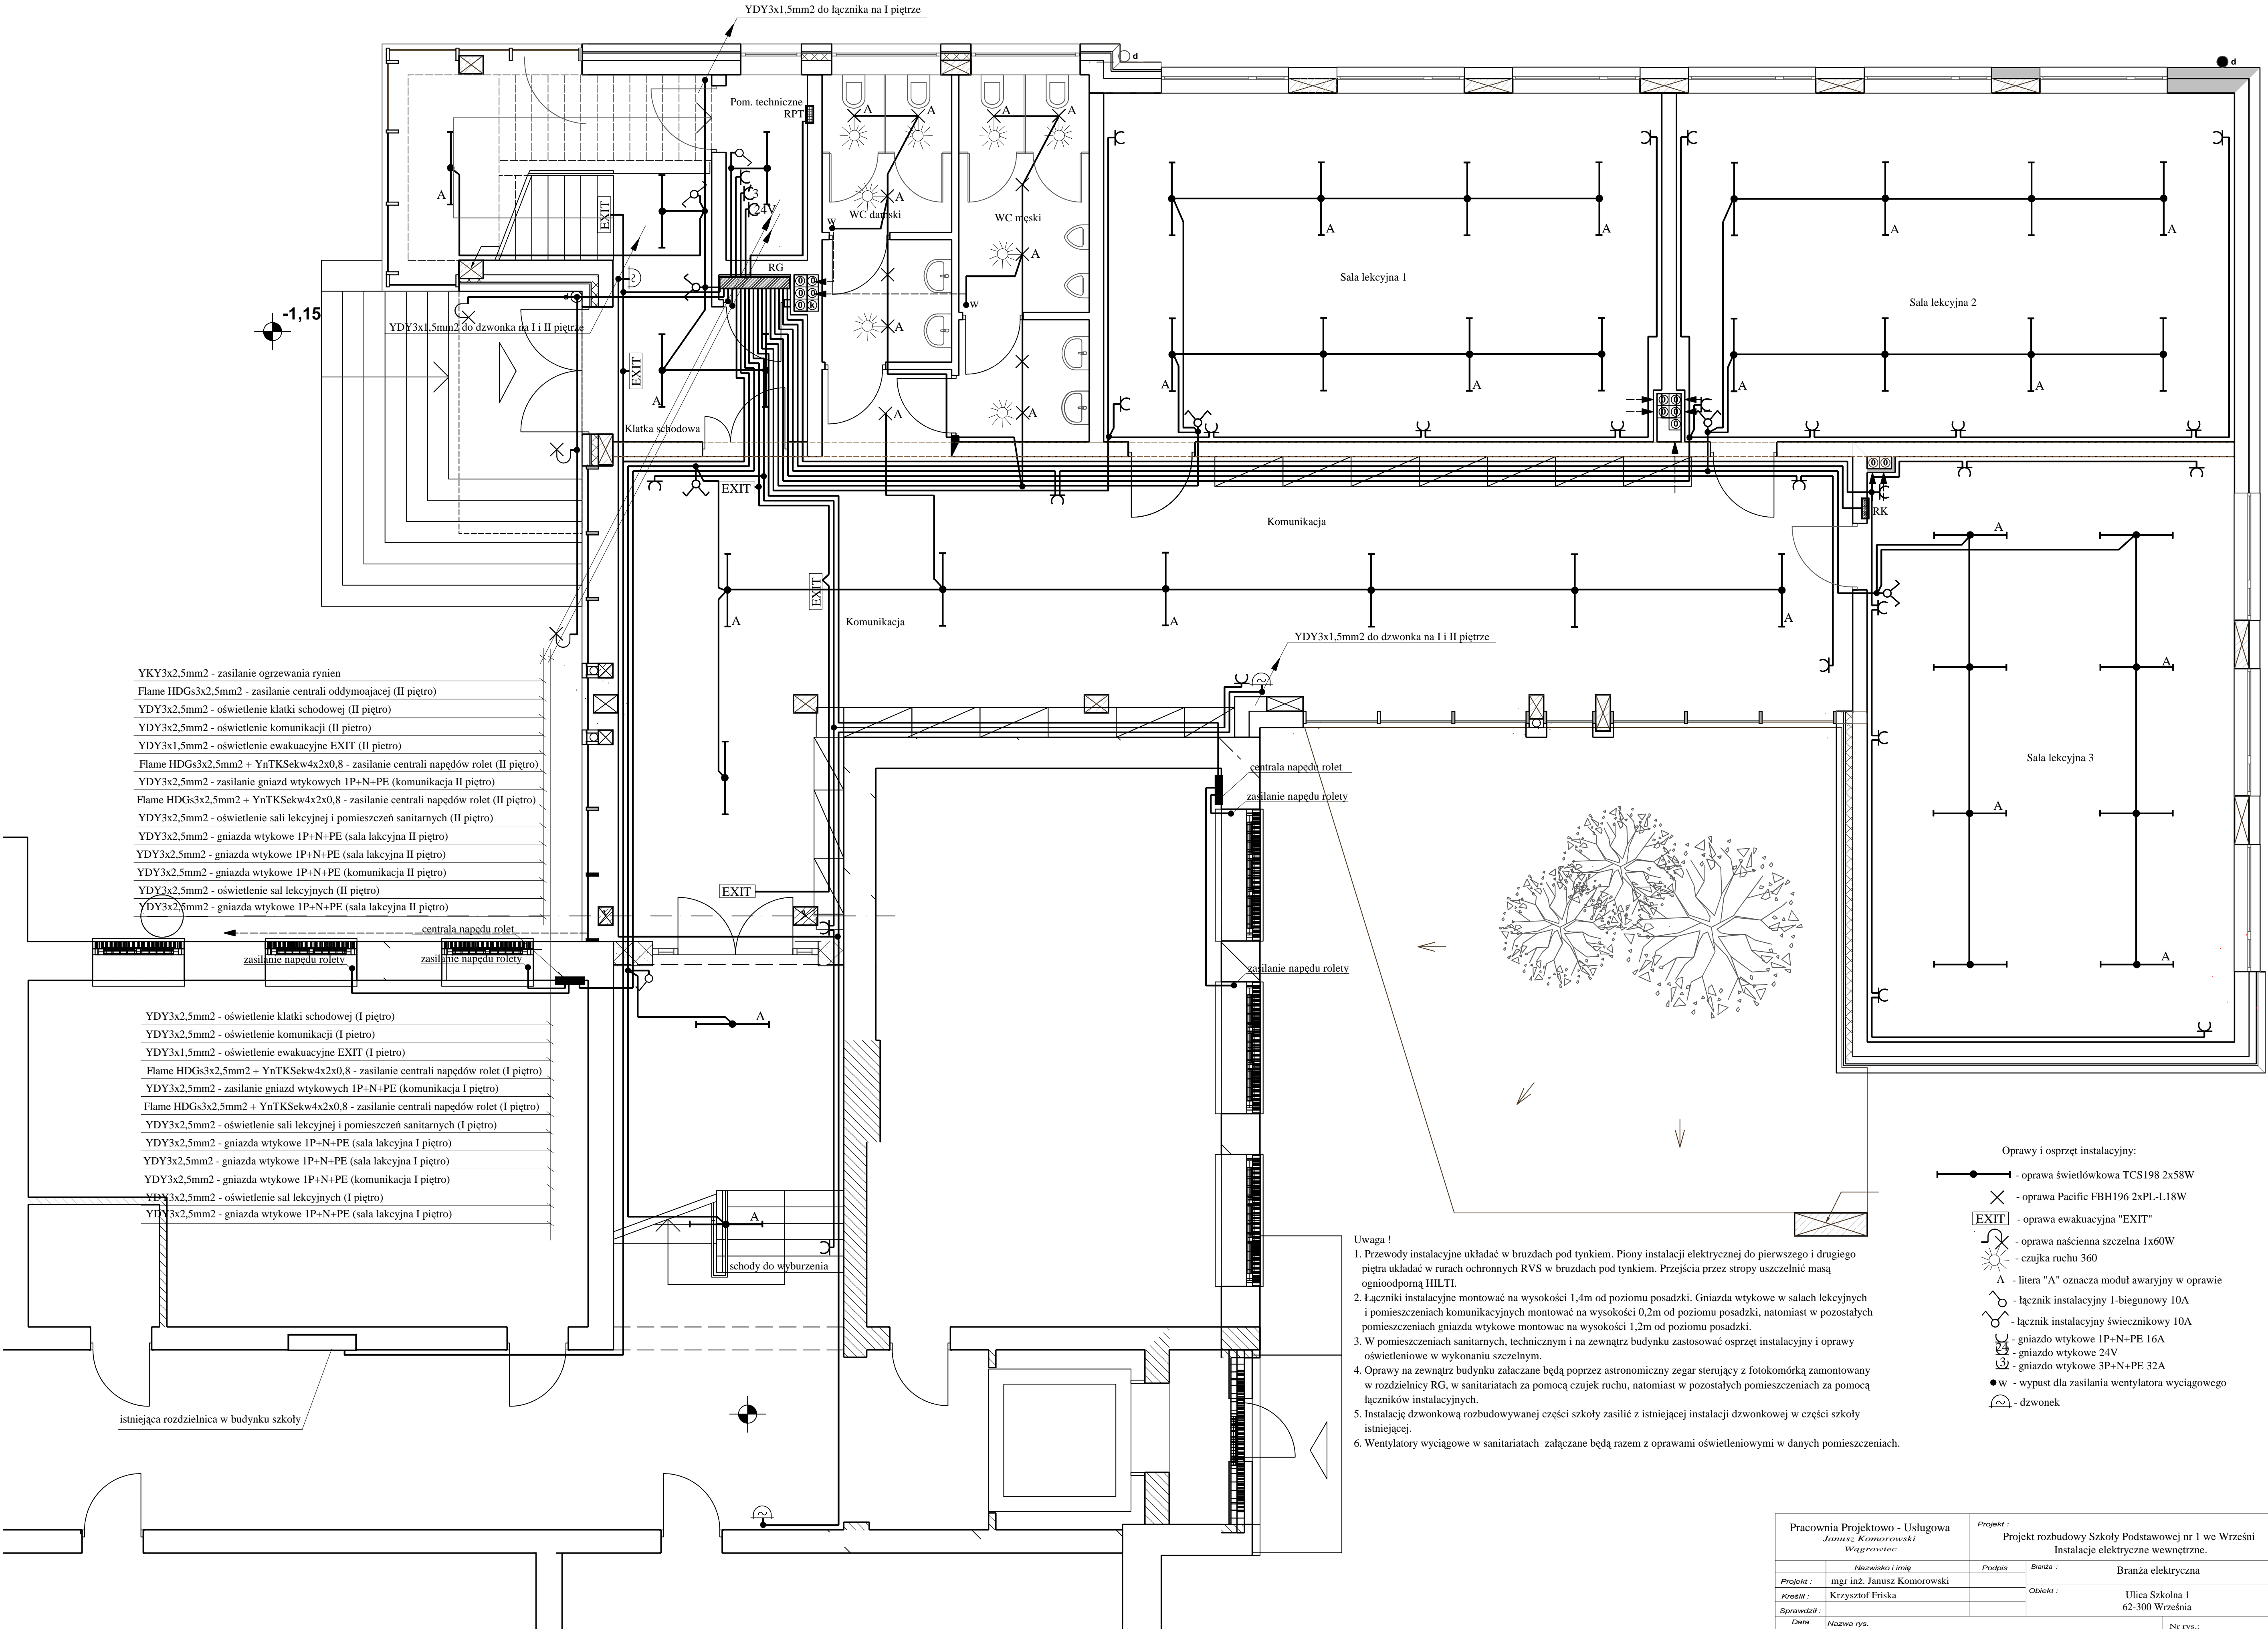 YDY3x1,5mm2 do łącznika na I piętrze
d
d
Pom. techniczne
RPT
A
A
A
A
A
A
3
24V
EXIT
WC damski
WC męski
w
A
A
w
RG
A
A
A
A
Sala lekcyjna 1
Sala lekcyjna 2
-1,15
d
YDY3x1,5mm2 do dzwonka na I i II piętrze
A
EXIT
A
A
A
A
A
A
A
Klatka schodowa
EXIT
RK
Komunikacja
A
EXIT
Komunikacja
A
A
A
YDY3x1,5mm2 do dzwonka na I i II piętrze
A
YKY3x2,5mm2 - zasilanie ogrzewania rynien
Flame HDGs3x2,5mm2 - zasilanie centrali oddymoajacej (II piętro)
YDY3x2,5mm2 - oświetlenie klatki schodowej (II piętro)
YDY3x2,5mm2 - oświetlenie komunikacji (II piętro)
YDY3x1,5mm2 - oświetlenie ewakuacyjne EXIT (II pietro)
Flame HDGs3x2,5mm2 + YnTKSekw4x2x0,8 - zasilanie centrali napędów rolet (II piętro)
YDY3x2,5mm2 - zasilanie gniazd wtykowych 1P+N+PE (komunikacja II piętro)
Flame HDGs3x2,5mm2 + YnTKSekw4x2x0,8 - zasilanie centrali napędów rolet (II piętro)
YDY3x2,5mm2 - oświetlenie sali lekcyjnej i pomieszczeń sanitarnych (II piętro)
YDY3x2,5mm2 - gniazda wtykowe 1P+N+PE (sala lakcyjna II piętro)
YDY3x2,5mm2 - gniazda wtykowe 1P+N+PE (sala lakcyjna II piętro)
YDY3x2,5mm2 - gniazda wtykowe 1P+N+PE (komunikacja II piętro)
YDY3x2,5mm2 - oświetlenie sal lekcyjnych (II piętro)
YDY3x2,5mm2 - gniazda wtykowe 1P+N+PE (sala lakcyjna II piętro)
Sala lekcyjna 3
centrala napędu rolet
zasilanie napędu rolety
A
EXIT
centrala napędu rolet
zasilanie napędu rolety
zasilanie napędu rolety
zasilanie napędu rolety
A
A
YDY3x2,5mm2 - oświetlenie klatki schodowej (I piętro)
YDY3x2,5mm2 - oświetlenie komunikacji (I pietro)
YDY3x1,5mm2 - oświetlenie ewakuacyjne EXIT (I pietro)
Flame HDGs3x2,5mm2 + YnTKSekw4x2x0,8 - zasilanie centrali napędów rolet (I piętro)
YDY3x2,5mm2 - zasilanie gniazd wtykowych 1P+N+PE (komunikacja I piętro)
Flame HDGs3x2,5mm2 + YnTKSekw4x2x0,8 - zasilanie centrali napędów rolet (I piętro)
YDY3x2,5mm2 - oświetlenie sali lekcyjnej i pomieszczeń sanitarnych (I piętro)
YDY3x2,5mm2 - gniazda wtykowe 1P+N+PE (sala lakcyjna I piętro)
YDY3x2,5mm2 - gniazda wtykowe 1P+N+PE (sala lakcyjna I piętro)
YDY3x2,5mm2 - gniazda wtykowe 1P+N+PE (komunikacja I piętro)
YDY3x2,5mm2 - oświetlenie sal lekcyjnych (I piętro)
YDY3x2,5mm2 - gniazda wtykowe 1P+N+PE (sala lakcyjna I piętro)
A
schody do wyburzenia
istniejąca rozdzielnica w budynku szkoły
Uwaga !
1. Przewody instalacyjne układać w bruzdach pod tynkiem. Piony instalacji elektrycznej do pierwszego i drugiego
piętra układać w rurach ochronnych RVS w bruzdach pod tynkiem. Przejścia przez stropy uszczelnić masą
ognioodporną HILTI.
2. Łączniki instalacyjne montować na wysokości 1,4m od poziomu posadzki. Gniazda wtykowe w salach lekcyjnych
i pomieszczeniach komunikacyjnych montować na wysokości 0,2m od poziomu posadzki, natomiast w pozostałych
pomieszczeniach gniazda wtykowe montowac na wysokości 1,2m od poziomu posadzki.
3. W pomieszczeniach sanitarnych, technicznym i na zewnątrz budynku zastosować osprzęt instalacyjny i oprawy
oświetleniowe w wykonaniu szczelnym.
4. Oprawy na zewnątrz budynku załaczane będą poprzez astronomiczny zegar sterujący z fotokomórką zamontowany
w rozdzielnicy RG, w sanitariatach za pomocą czujek ruchu, natomiast w pozostałych pomieszczeniach za pomocą
łączników instalacyjnych.
5. Instalację dzwonkową rozbudowywanej części szkoły zasilić z istniejącej instalacji dzwonkowej w części szkoły
istniejącej.
6. Wentylatory wyciągowe w sanitariatach załączane będą razem z oprawami oświetleniowymi w danych pomieszczeniach.
Oprawy i osprzęt instalacyjny:
- oprawa świetlówkowa TCS198 2x58W
- oprawa Pacific FBH196 2xPL-L18W
EXIT - oprawa ewakuacyjna "EXIT"
- oprawa naścienna szczelna 1x60W
- czujka ruchu 360
A - litera "A" oznacza moduł awaryjny w oprawie
- łącznik instalacyjny 1-biegunowy 10A
- łącznik instalacyjny świecznikowy 10A
- gniazdo wtykowe 1P+N+PE 16A
24 - gniazdo wtykowe 24V
3 - gniazdo wtykowe 3P+N+PE 32A
w - wypust dla zasilania wentylatora wyciągowego
- dzwonek
Pracownia Projektowo - Usługowa
Janusz Komorowski
Wągrowiec
Projekt :
Projekt rozbudowy Szkoły Podstawowej nr 1 we Wrześni
Instalacje elektryczne wewnętrzne.
Nazwisko i imię
Podpis
Branża :
Branża elektryczna
Projekt :
mgr inż. Janusz Komorowski
Kreślił :
Krzysztof Friska
Obiekt :
Ulica Szkolna 1
62-300 Września
Sprawdził :
Data
Nazwa rys.
Nr rys.: